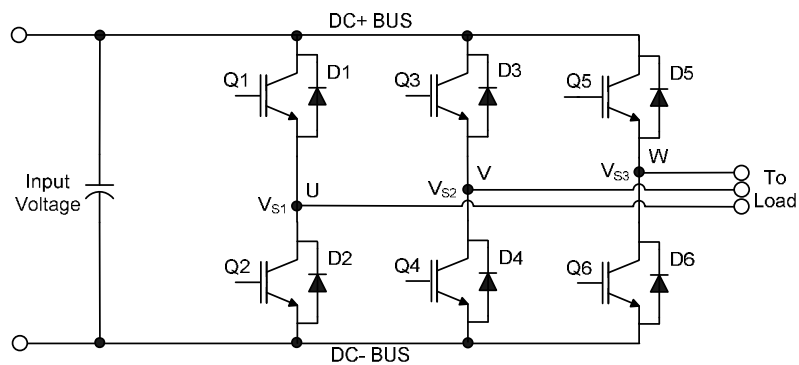 DC+ BUS
Q1
D1
Q3
D3
Q5
D5
Input
Voltage
VS1
U
VS2
V
VS3
W
To
Load
Q2
D2
Q4
D4
Q6
D6
DC- BUS